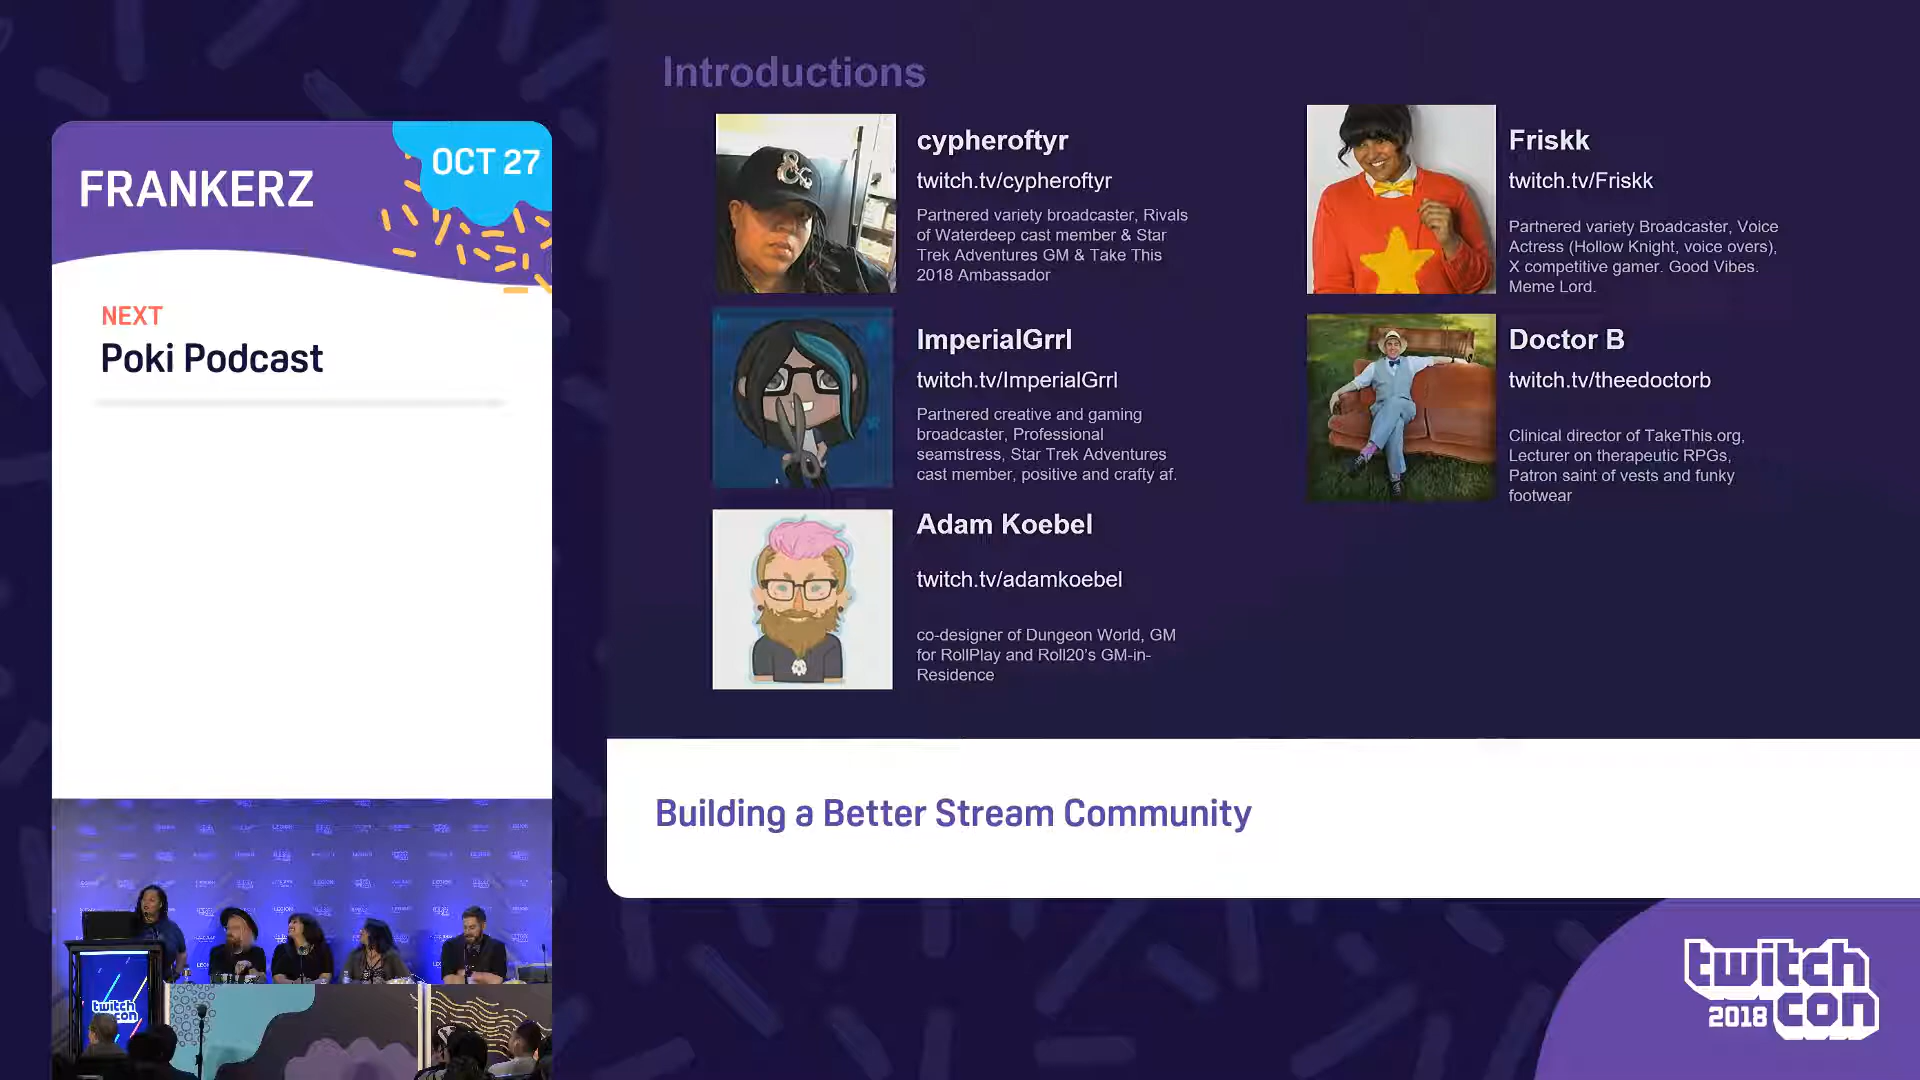 FRANKERZ
OCT 27
NEXT
Poki Podcast
Introductions
cypheroftyr
twitch.tv/cypheroftyr
Partnered variety broadcaster, Rivals
of Waterdeep cast member & Star
Trek Adventures GM & Take This
2018 Ambassador
ImperialGrrl
twitch.tv/ImperialGrrl
Partnered creative and gaming
broadcaster, Professional
seamstress, Star Trek Adventures
cast member, positive and crafty af.
Adam Koebel
twitch.tv/adamkoebel
co-designer of Dungeon World, GM
for RollPlay and Roll20's GM-in-
Residence
Friskk
twitch.tv/Friskk
Partnered variety Broadcaster, Voice
Actress (Hollow Knight, voice overs),
X competitive gamer. Good Vibes.
Meme Lord.
Doctor B
twitch.tv/theedoctorb
Clinical director of TakeThis.org,
Lecturer on therapeutic RPGs,
Patron saint of vests and funky
footwear
Building a Better Stream Community
twitch
con
twitch
2018 con